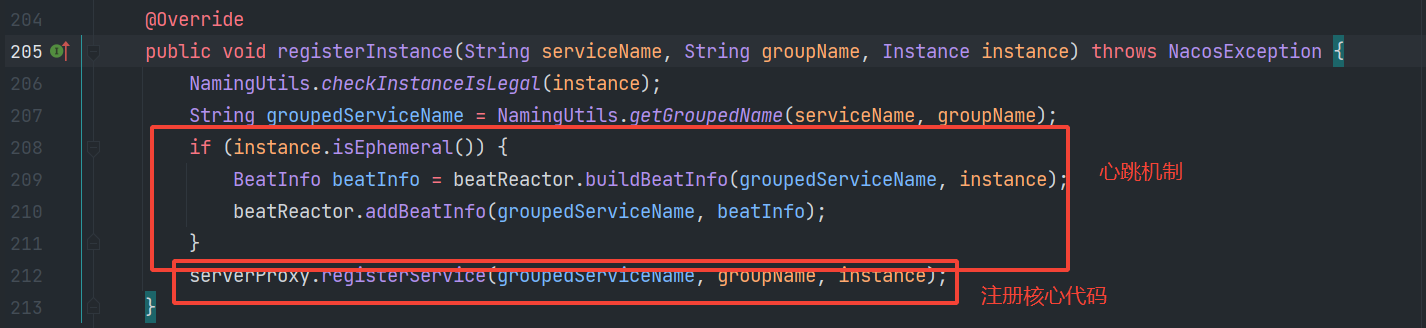 204 @Override
205 public void registerInstance(String serviceName, String groupName, Instance instance) throws NacosException {
206 NamingUtils.checkInstanceIsLegal(instance);
207 String groupedServiceName = NamingUtils.getGroupedName(serviceName, groupName);
208 if (instance.isEphemeral()) {
209 BeatInfo beatInfo = beatReactor.buildBeatInfo(groupedServiceName, instance);
心跳机制
210 beatReactor.addBeatInfo(groupedServiceName, beatInfo);
211 }
212 serverProxy.registerService(groupedServiceName, groupName, instance);
注册核心代码
213 }